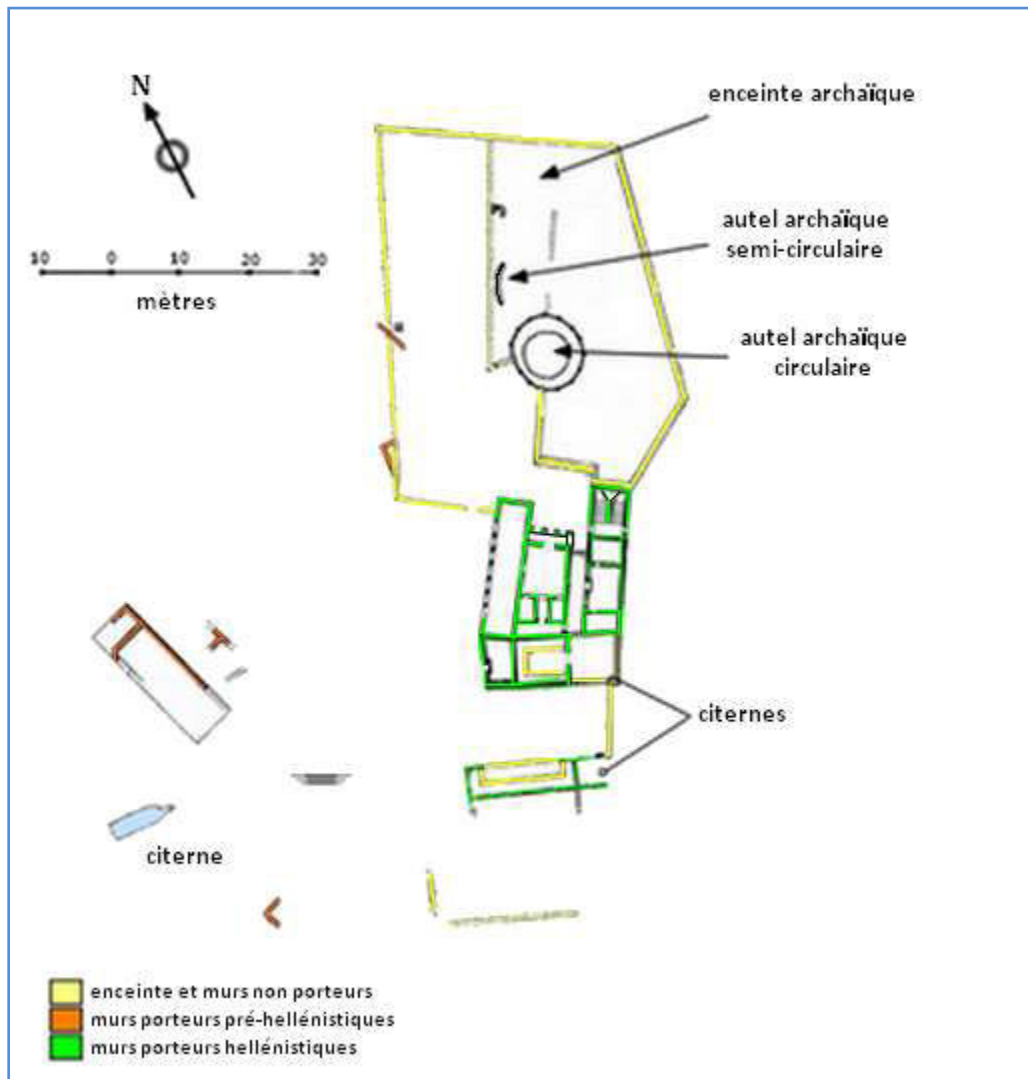 N
enceinte archaïque
autel archaïque
semi-circulaire
10 0 10 20 30
mètres
autel archaïque
circulaire
citernes
citerne
enceinte et murs non porteurs
murs porteurs pré-hellénistiques
murs porteurs hellénistiques